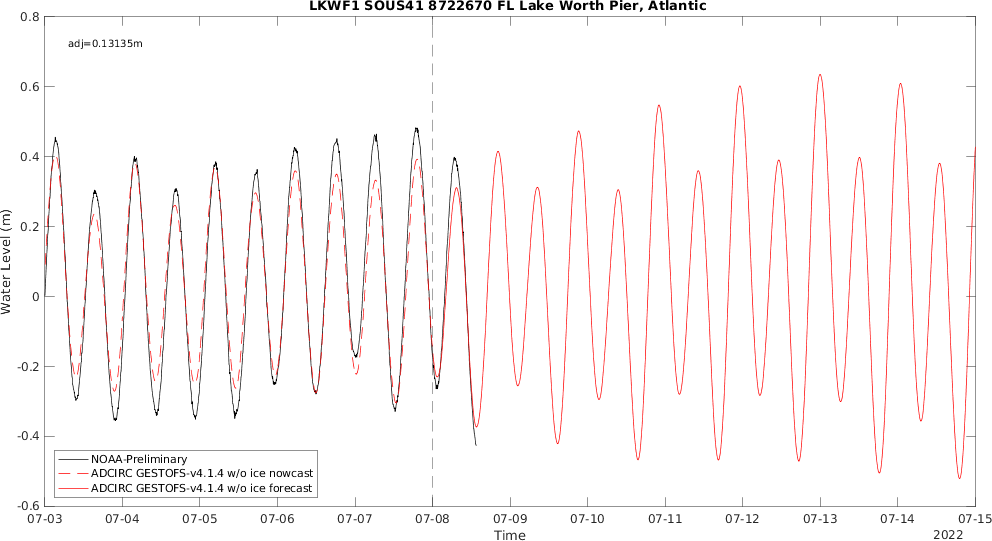 LKWF1 SOUS41 8722670 FL Lake Worth Pier, Atlantic
adj=0.13135m
0.8
0.6
0.4
0.2
0
-0.2
-0.4
-0.6
Water Level (m)
NOAA-Preliminary
ADCIRC GESTOFS-v4.1.4 w/o ice nowcast
ADCIRC GESTOFS-v4.1.4 w/o ice forecast
07-03 07-04 07-05 07-06 07-07 07-08 07-09 07-10 07-11 07-12 07-13 07-14 07-15
Time
2022